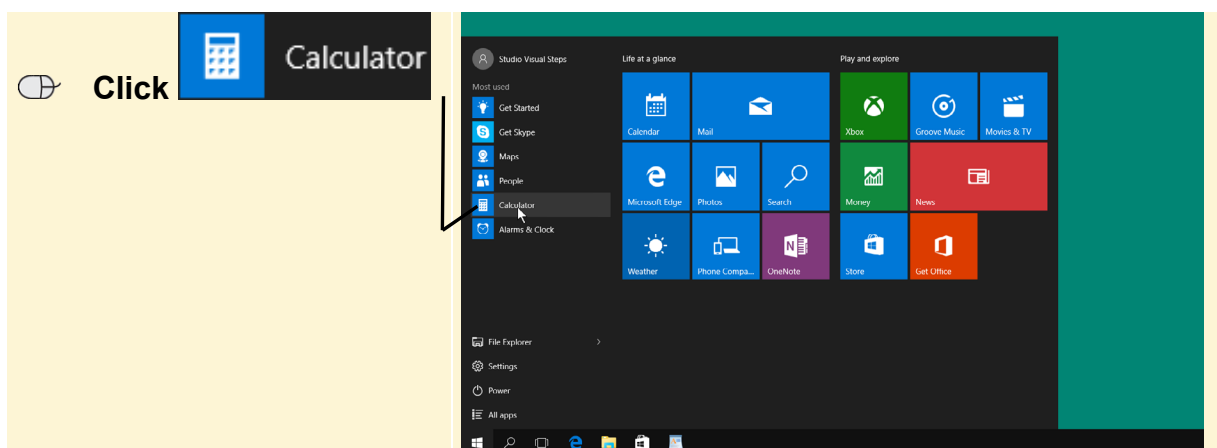 Click Calculator
Studio Visual Steps
Most used
Get Started
Get Skype
Maps
People
Calculator
Alarms & Clock
File Explorer
Settings
Power
All apps
Life at a glance
Calendar
Mail
Microsoft Edge
Photos
Search
Weather
Phone Compa...
OneNote
Play and explore
Xbox
Groove Music
Movies & TV
Money
News
Store
Get Office